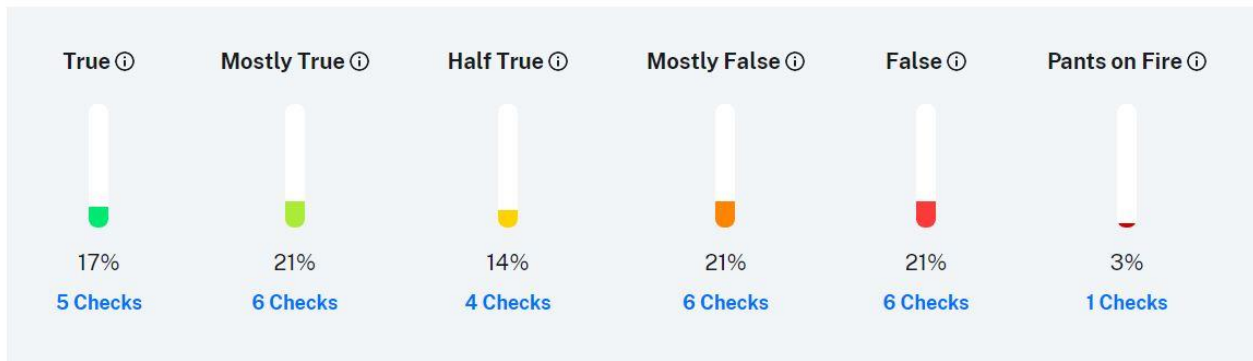 True Mostly True Half True Mostly False False Pants on Fire
17% 21% 14% 21% 21% 3%
5 Checks 6 Checks 4 Checks 6 Checks 6 Checks 1 Checks